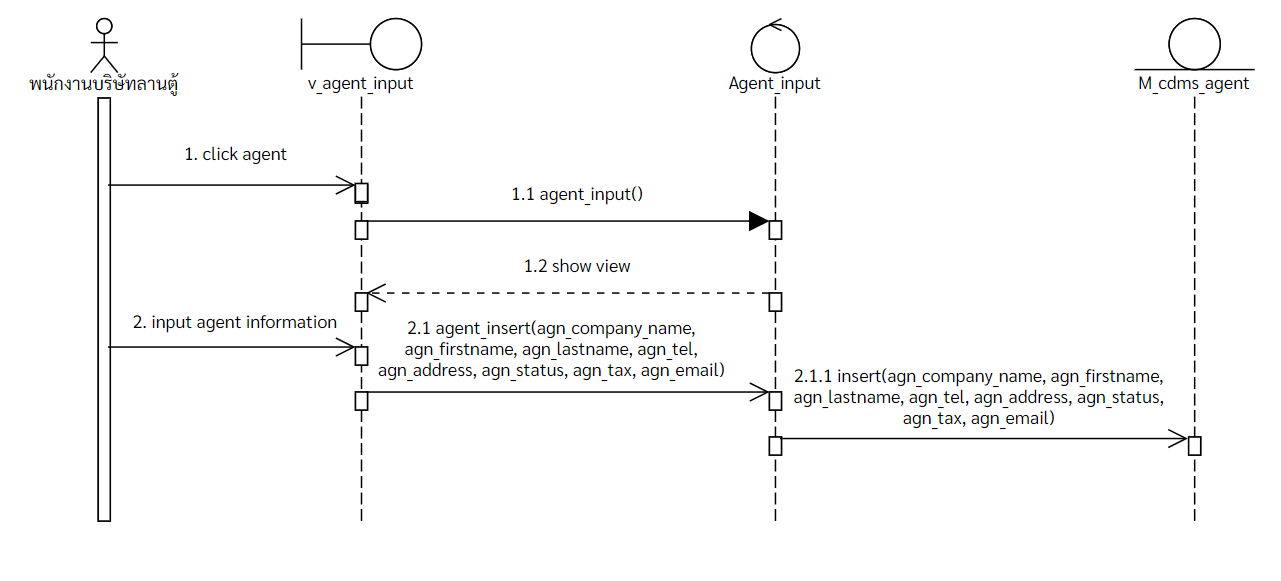 พนักงานบริษัทลานตู้
v_agent_input
Agent_input
M_cdms_agent
1. click agent
1.1 agent_input()
1.2 show view
2. input agent information
2.1 agent_insert(agn_company_name,
agn_firstname, agn_lastname, agn_tel,
agn_address, agn_status, agn_tax, agn_email)
2.1.1 insert(agn_company_name, agn_firstname,
agn_lastname, agn_tel, agn_address, agn_status,
agn_tax, agn_email)